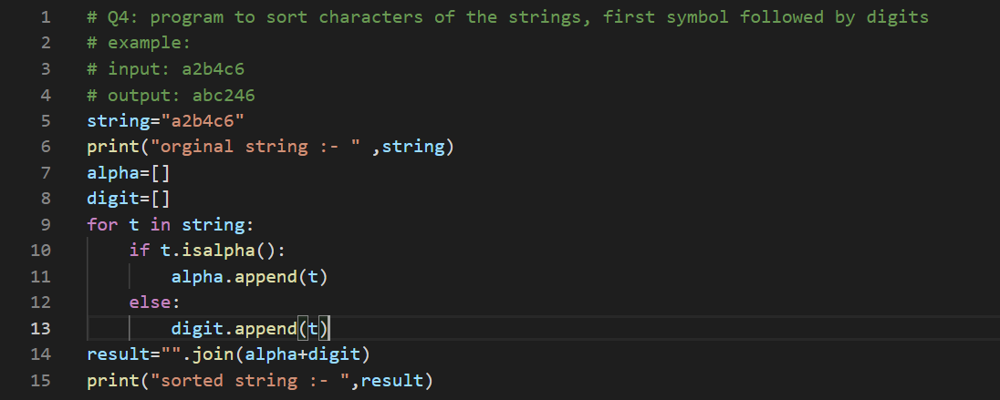 1 # Q4: program to sort characters of the strings, first symbol followed by digits
2 # example:
3 # input: a2b4c6
4 # output: abc246
5 string="a2b4c6"
6 print("orginal string :- " ,string)
7 alpha=[]
8 digit=[]
9 for t in string:
10     if t.isalpha():
11         alpha.append(t)
12     else:
13         digit.append(t)
14 result="".join(alpha+digit)
15 print("sorted string :- ",result)